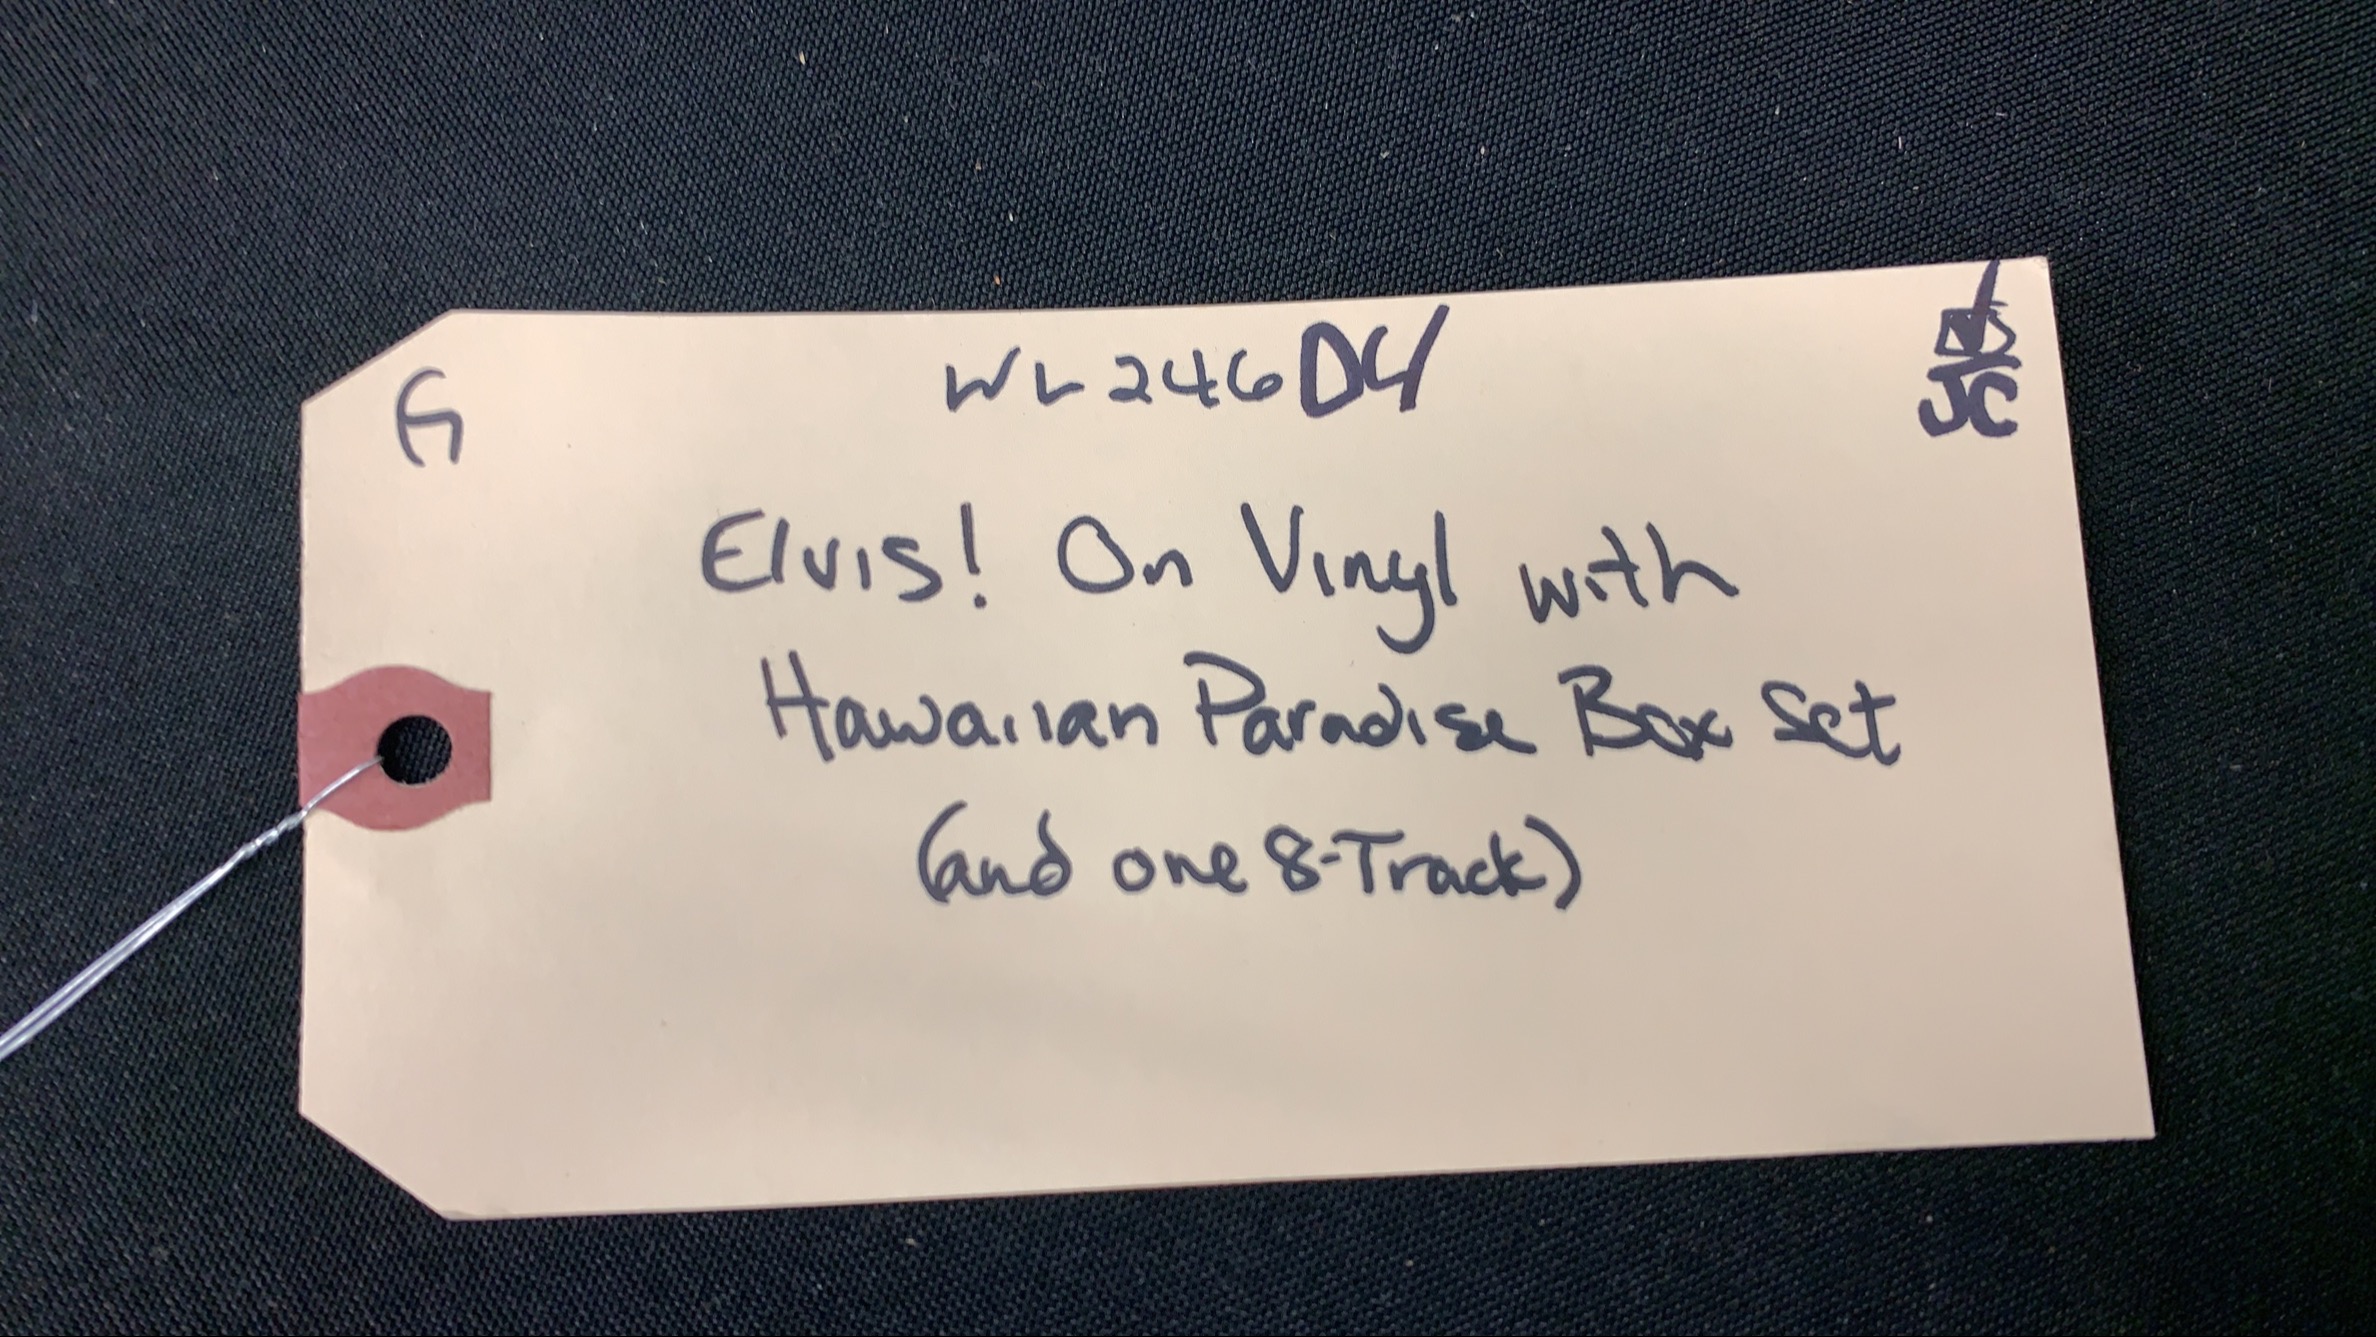 WL246D4
JC
Elvis! On Vinyl with
Hawaiian Paradise Box Set
(and one 8-Track)